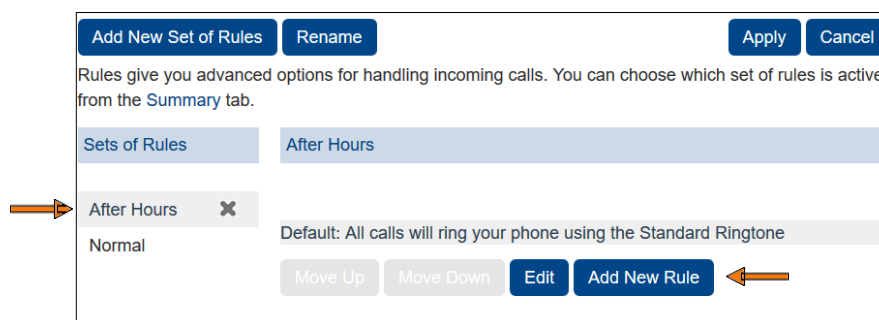 Add New Set of Rules Rename Apply Cancel
Rules give you advanced options for handling incoming calls. You can choose which set of rules is active
from the Summary tab.
Sets of Rules After Hours
After Hours
Default: All calls will ring your phone using the Standard Ringtone
Normal
Move Up Move Down Edit Add New Rule